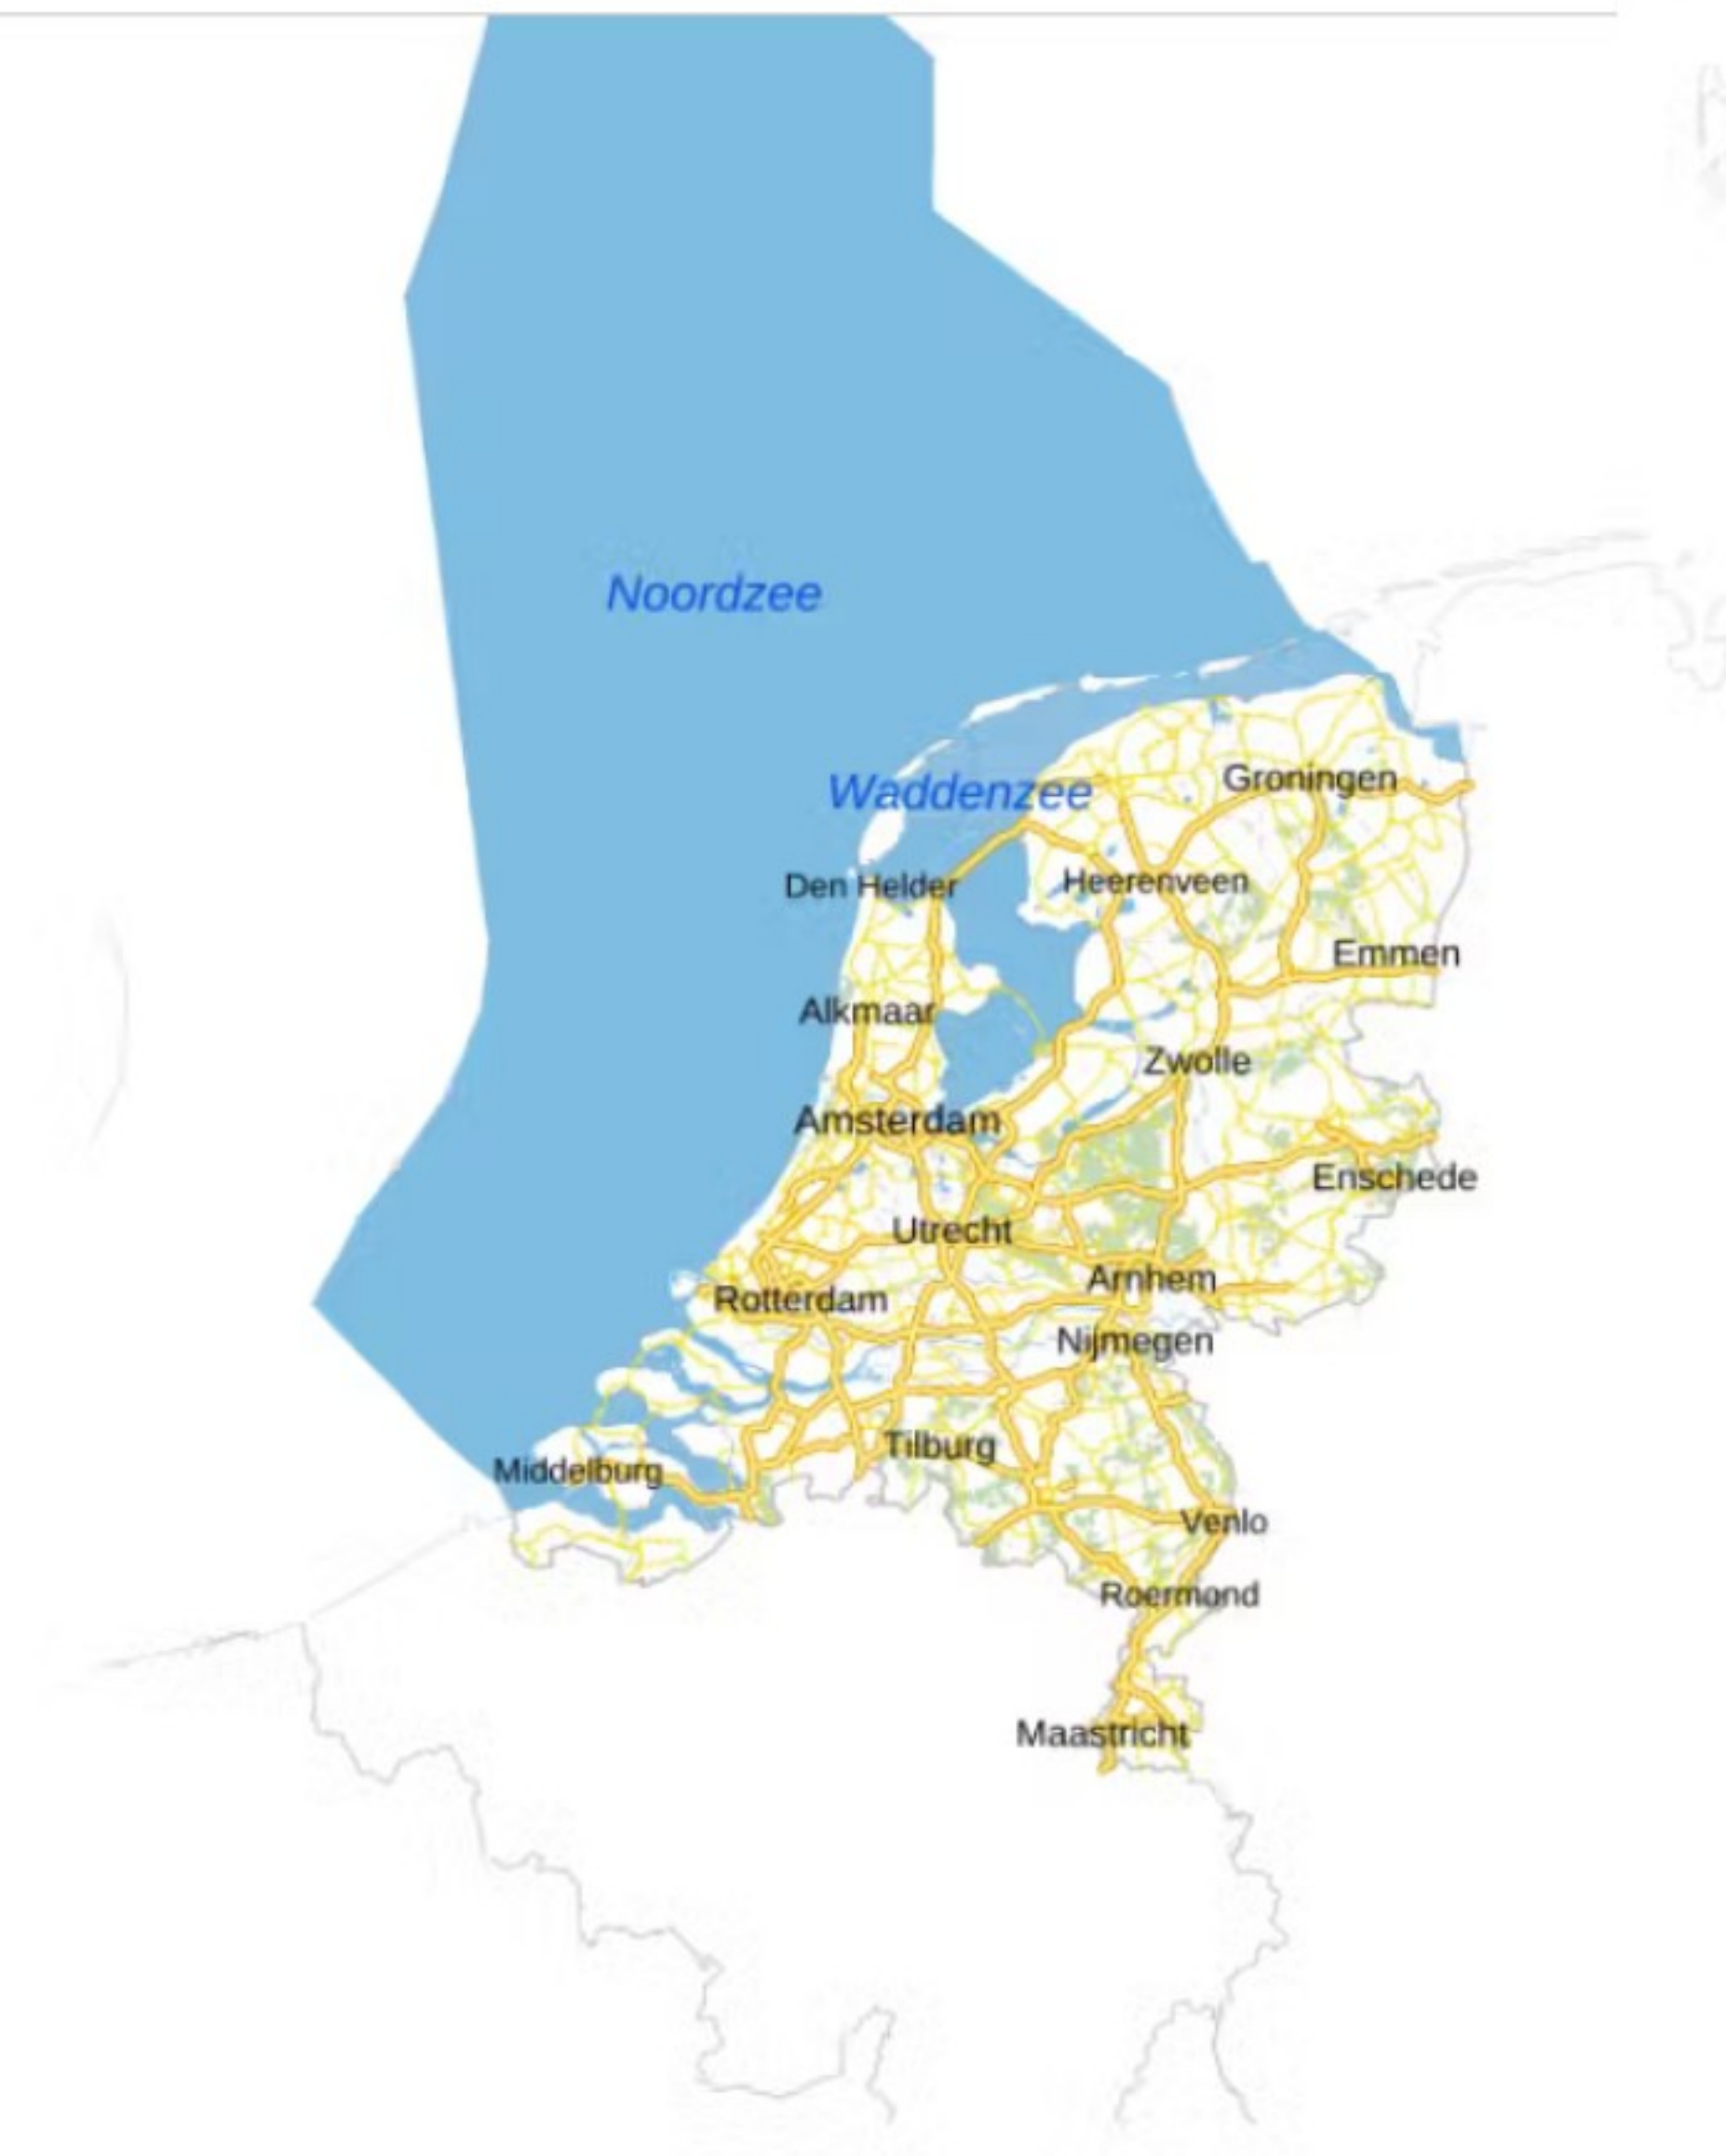 Noordzee
Waddenzee
Groningen
Den Helder
Heerenveen
Emmen
Alkmaar
Zwolle
Amsterdam
Enschede
Utrecht
Arnhem
Rotterdam
Nijmegen
Tilburg
Middelburg
Venlo
Roermond
Maastricht